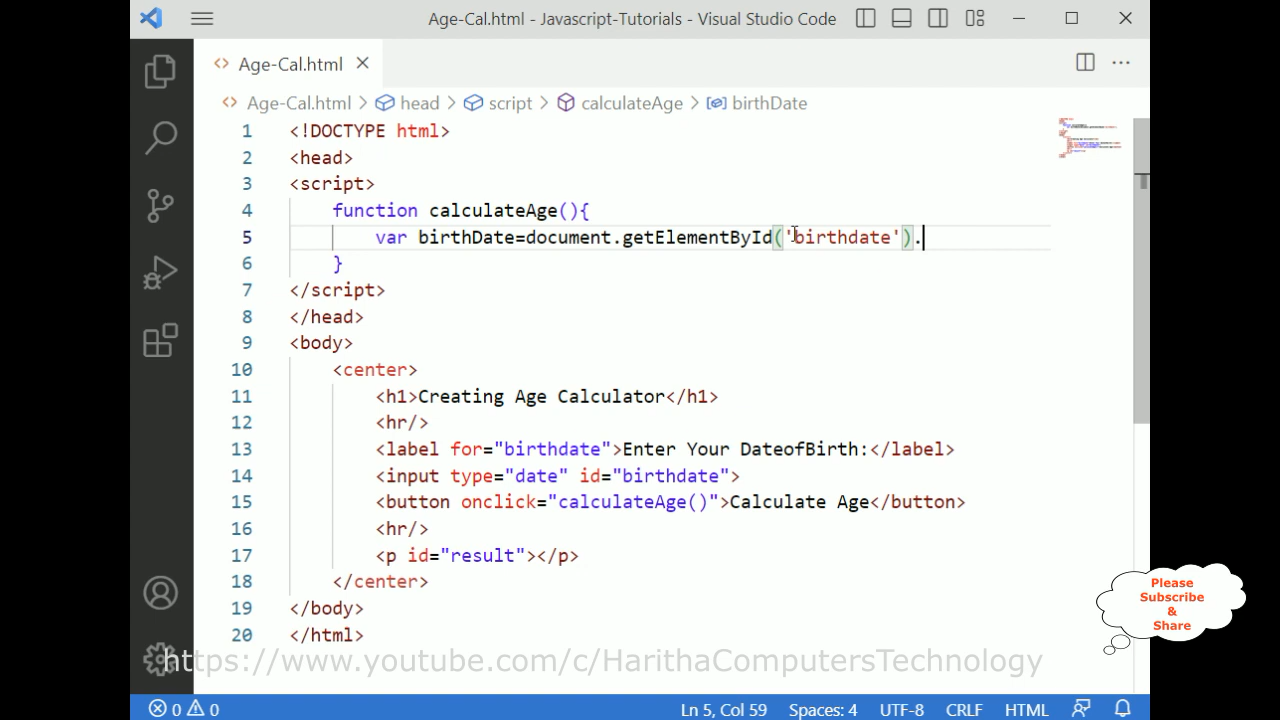 Age-Cal.html - Javascript-Tutorials - Visual Studio Code
Age-Cal.html
Age-Cal.html > head > script > calculateAge > birthDate
1 <!DOCTYPE html>
2 <head>
3 <script>
4 function calculateAge(){
5 var birthDate=document.getElementById('birthdate').
6 }
7 </script>
8 </head>
9 <body>
10 <center>
11 <h1>Creating Age Calculator</h1>
12 <hr/>
13 <label for="birthdate">Enter Your DateofBirth:</label>
14 <input type="date" id="birthdate">
15 <button onclick="calculateAge()">Calculate Age</button>
16 <hr/>
17 <p id="result"></p>
18 </center>
19 </body>
20 </html>
Please
Subscribe
&
Share
https://www.youtube.com/c/HarithaComputersTechnology
0 0 Ln 5, Col 59 Spaces: 4 UTF-8 CRLF HTML